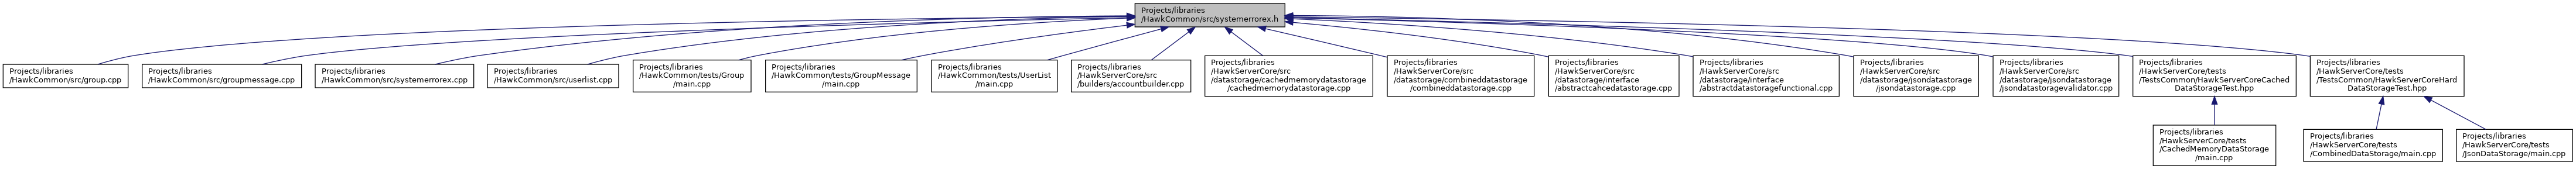 Projects/libraries
/HawkCommon/src/systemerrorex.h
Projects/libraries
/HawkCommon/src/group.cpp
Projects/libraries
/HawkCommon/src/groupmessage.cpp
Projects/libraries
/HawkCommon/src/systemerrorex.cpp
Projects/libraries
/HawkCommon/src/userlist.cpp
Projects/libraries
/HawkCommon/tests/Group
/main.cpp
Projects/libraries
/HawkCommon/tests/GroupMessage
/main.cpp
Projects/libraries
/HawkCommon/tests/UserList
/main.cpp
Projects/libraries
/HawkServerCore/src
/builders/accountbuilder.cpp
Projects/libraries
/HawkServerCore/src
/datastorage/cachedmemorydatastorage
/cachedmemorydatastorage.cpp
Projects/libraries
/HawkServerCore/src
/datastorage/combineddatastorage
/combineddatastorage.cpp
Projects/libraries
/HawkServerCore/src
/datastorage/interface
/abstractcahcedatastorage.cpp
Projects/libraries
/HawkServerCore/src
/datastorage/interface
/abstractdatastoragefunctional.cpp
Projects/libraries
/HawkServerCore/src
/datastorage/jsondatastorage
/jsondatastorage.cpp
Projects/libraries
/HawkServerCore/src
/datastorage/jsondatastorage
/jsondatastoragevalidator.cpp
Projects/libraries
/HawkServerCore/tests
/TestsCommon/HawkServerCoreCached
DataStorageTest.hpp
Projects/libraries
/HawkServerCore/tests
/TestsCommon/HawkServerCoreHard
DataStorageTest.hpp
Projects/libraries
/HawkServerCore/tests
/CachedMemoryDataStorage
/main.cpp
Projects/libraries
/HawkServerCore/tests
/CombinedDataStorage/main.cpp
Projects/libraries
/HawkServerCore/tests
/JsonDataStorage/main.cpp